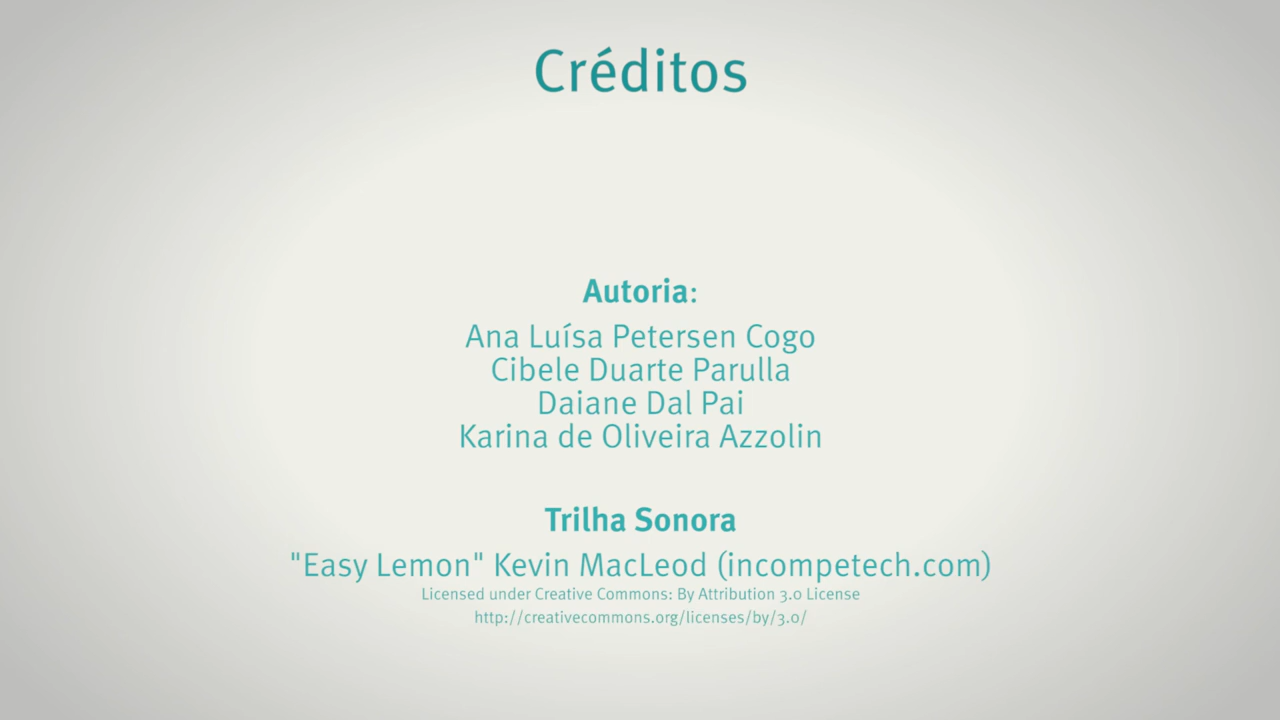 Créditos
Autoria:
Ana Luísa Petersen Cogo
Cibele Duarte Parulla
Daiane Dal Pai
Karina de Oliveira Azzolin
Trilha Sonora
"Easy Lemon" Kevin MacLeod (incompetech.com)
Licensed under Creative Commons: By Attribution 3.0 License
http://creativecommons.org/licenses/by/3.0/